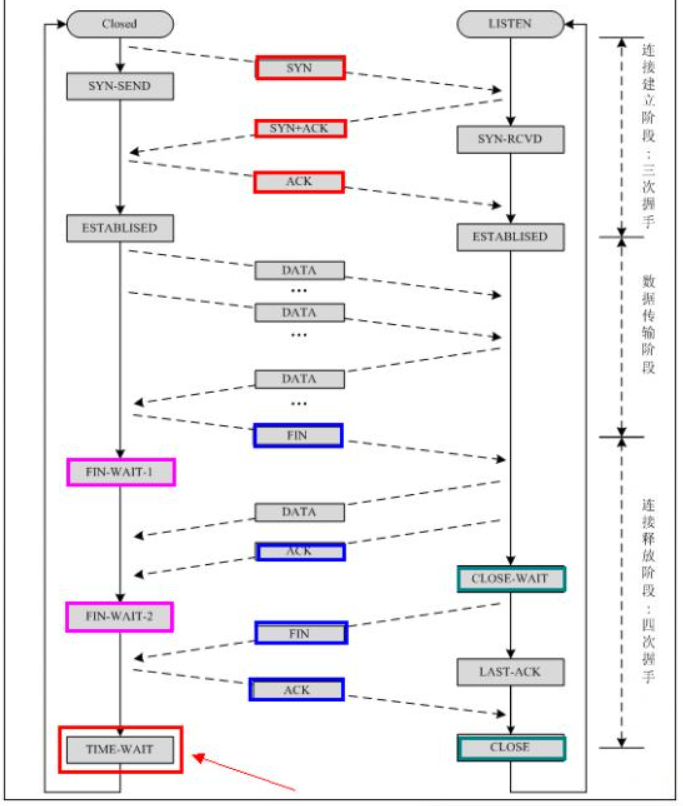 Closed
LISTEN
SYN
SYN-SEND
SYN+ACK
SYN-RCVD
ACK
ESTABLISED
ESTABLISED
连接建立阶段：三次握手
DATA
...
DATA
...
DATA
...
数据传输阶段
FIN
FIN-WAIT-1
DATA
ACK
CLOSE-WAIT
FIN-WAIT-2
FIN
LAST-ACK
ACK
TIME-WAIT
CLOSE
连接释放阶段：四次握手